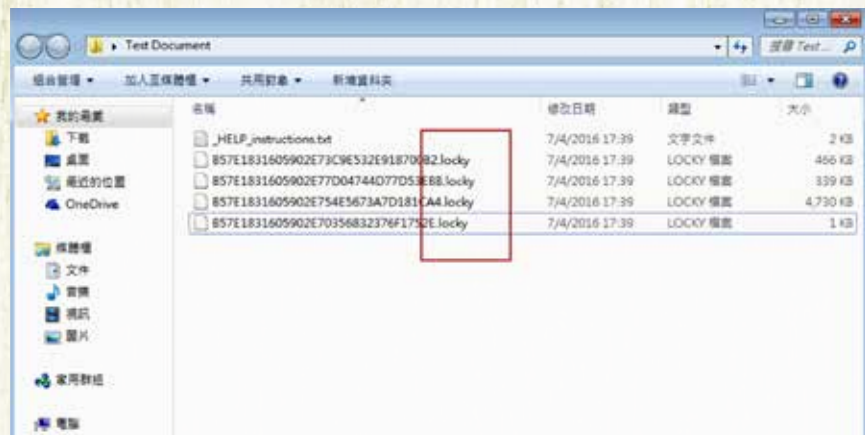 Test Document
搜尋 Test...
組合管理
加入至媒體櫃
共用對象
新增資料夾
名稱
修改日期
類型
大小
我的最愛
下載
桌面
最近的位置
OneDrive
媒體櫃
文件
音樂
視訊
圖片
家用群組
電腦
_HELP_instructions.txt 7/4/2016 17:39 文字文件 2 KB
B57E1831605902E73C9E532E918700B2.locky 7/4/2016 17:39 LOCKY 檔案 466 KB
B57E1831605902E77D04744D77D53EBB.locky 7/4/2016 17:39 LOCKY 檔案 339 KB
B57E1831605902E754E5673A7D181CA4.locky 7/4/2016 17:39 LOCKY 檔案 4,730 KB
B57E1831605902E70356832376F1752E.locky 7/4/2016 17:39 LOCKY 檔案 1 KB